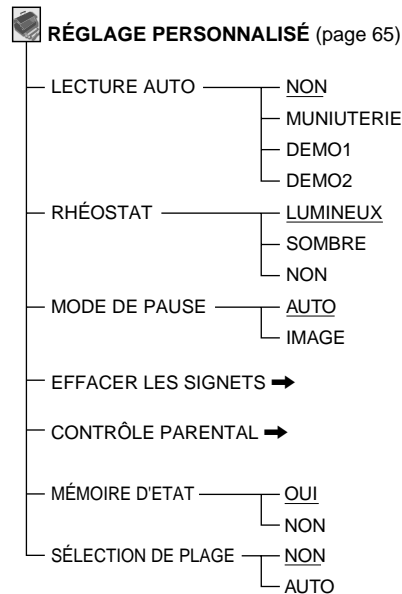 RÉGLAGE PERSONNALISÉ (page 65)
LECTURE AUTO NON
MUNIUTERIE
DEMO1
DEMO2
RHÉOSTAT LUMINEUX
SOMBRE
NON
MODE DE PAUSE AUTO
IMAGE
EFFACER LES SIGNETS ➞
CONTRÔLE PARENTAL ➞
MÉMOIRE D'ETAT OUI
NON
SÉLECTION DE PLAGE NON
AUTO